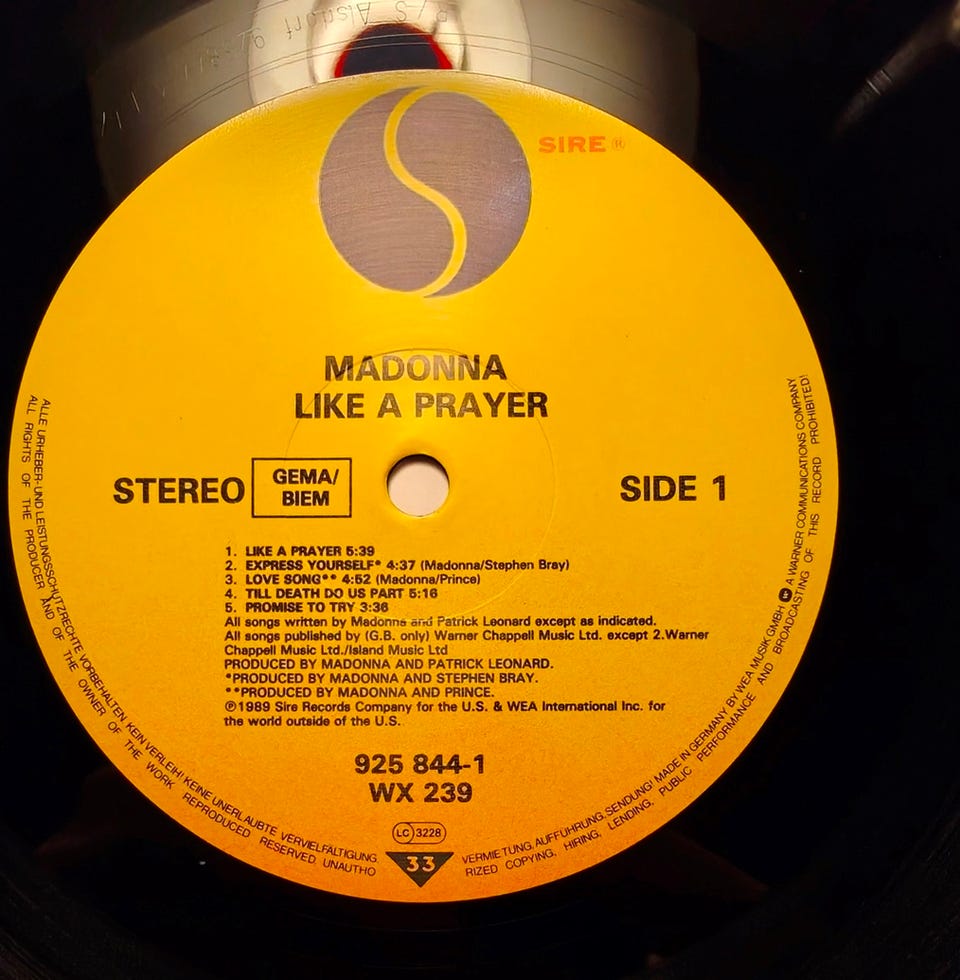 SIRE ®
MADONNA
LIKE A PRAYER
STEREO
GEMA/
BIEM
SIDE 1
1. LIKE A PRAYER 5:39
2. EXPRESS YOURSELF* 4:37 (Madonna/Stephen Bray)
3. LOVE SONG** 4:52 (Madonna/Prince)
4. TILL DEATH DO US PART 5:16
5. PROMISE TO TRY 3:36
All songs written by Madonna and Patrick Leonard except as indicated.
All songs published by (G.B. only) Warner Chappell Music Ltd. except 2.Warner
Chappell Music Ltd./Island Music Ltd
PRODUCED BY MADONNA AND PATRICK LEONARD.
*PRODUCED BY MADONNA AND STEPHEN BRAY.
**PRODUCED BY MADONNA AND PRINCE.
℗1989 Sire Records Company for the U.S. & WEA International Inc. for
the world outside of the U.S.
925 844-1
WX 239
LC 3228
33
ALLE URHEBER- UND LEISTUNGSSCHUTZRECHTE VORBEHALTEN KEIN VERLEIH! KEINE UNERLAUBTE VERVIELFÄLTIGUNG, VERMIETUNG, AUFFÜHRUNG, SENDUNG! MADE IN GERMANY BY WEA MUSIK GMBH A WARNER COMMUNICATIONS COMPANY
ALL RIGHTS OF THE PRODUCER AND OF THE OWNER OF THE WORK REPRODUCED RESERVED UNAUTHORIZED COPYING, HIRING, LENDING, PUBLIC PERFORMANCE AND BROADCASTING OF THIS RECORD PROHIBITED!